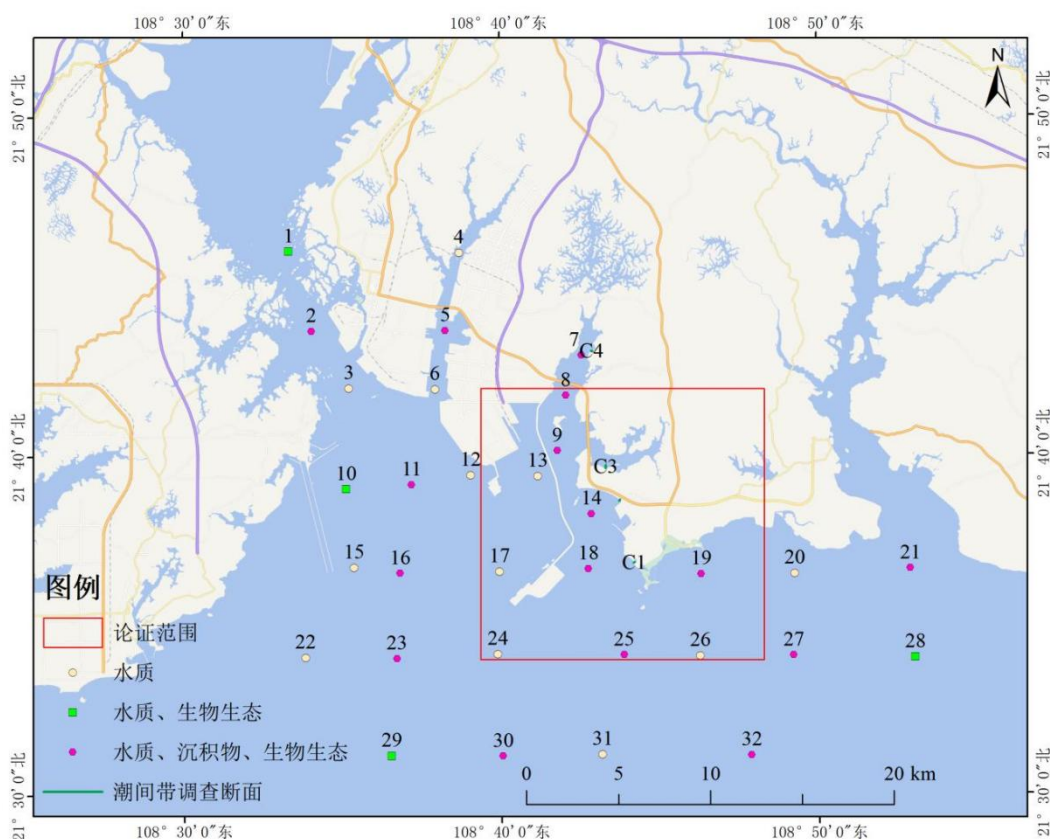 108° 30′ 0″东
108° 40′ 0″东
108° 50′ 0″东
N
21° 50′ 0″北
21° 50′ 0″北
1
4
2
5
7
C4
3
6
8
9
21° 40′ 0″北
21° 40′ 0″北
10
11
12
13
C3
14
15
16
17
18
C1
19
20
21
图例
论证范围
22
23
24
25
26
27
28
水质
水质、生物生态
29
30
31
32
水质、沉积物、生物生态
0
5
10
20 km
潮间带调查断面
21° 30′ 0″北
21° 30′ 0″北
108° 30′ 0″东
108° 40′ 0″东
108° 50′ 0″东